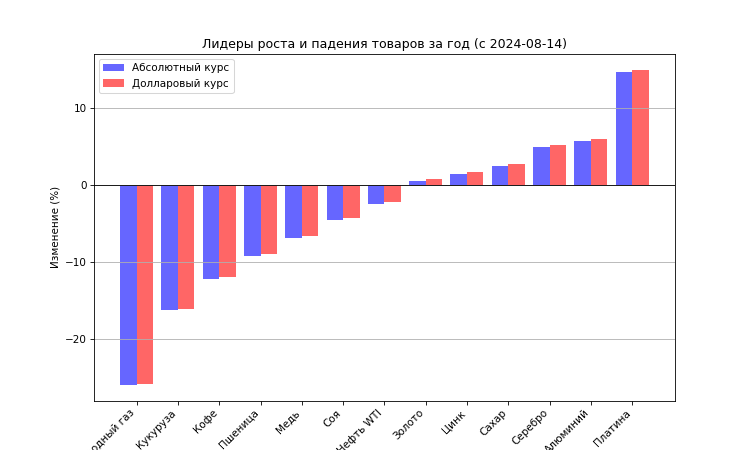 Лидеры роста и падения товаров за год (с 2024-08-14)
Абсолютный курс
Долларовый курс
Изменение (%)
10
0
−10
−20
одный газ
Кукуруза
Кофе
Пшеница
Медь
Соя
Нефть WTI
Золото
Цинк
Сахар
Серебро
Алюминий
Платина